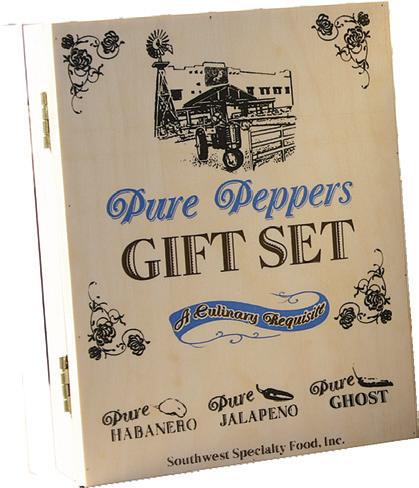 Pure Peppers
GIFT SET
A Culinary Requisite
Pure HABANERO
Pure JALAPENO
Pure GHOST
Southwest Specialty Food, Inc.